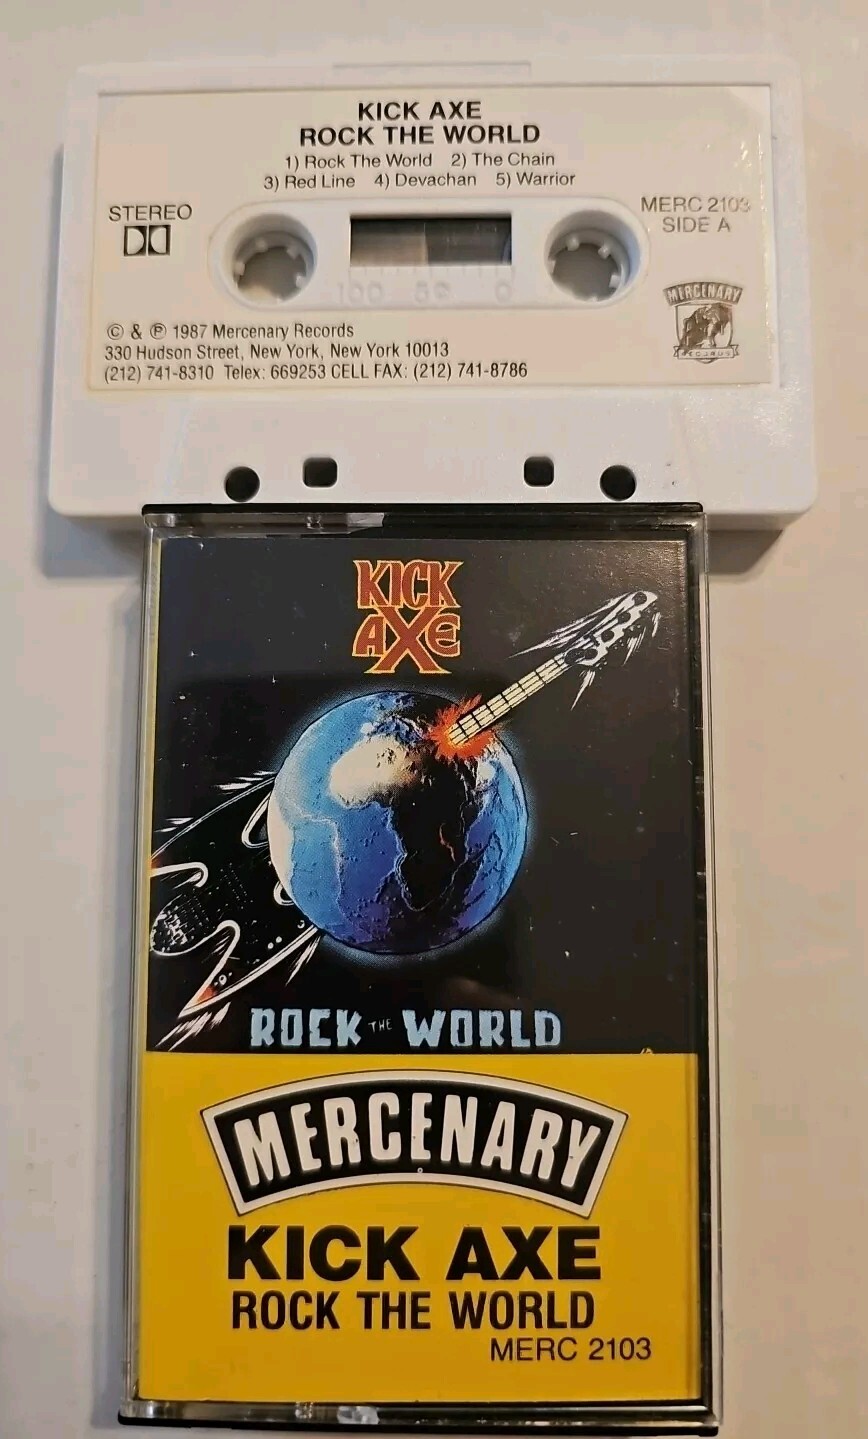 KICK AXE
ROCK THE WORLD
1) Rock The World 2) The Chain
3) Red Line 4) Devachan 5) Warrior
STEREO
MERC 2103
SIDE A
100 50 0
MERCENARY
RECORDS
© & ℗ 1987 Mercenary Records
330 Hudson Street, New York, New York 10013
(212) 741-8310 Telex: 669253 CELL FAX: (212) 741-8786
KICK
AXE
ROCK THE WORLD
MERCENARY
KICK AXE
ROCK THE WORLD
MERC 2103